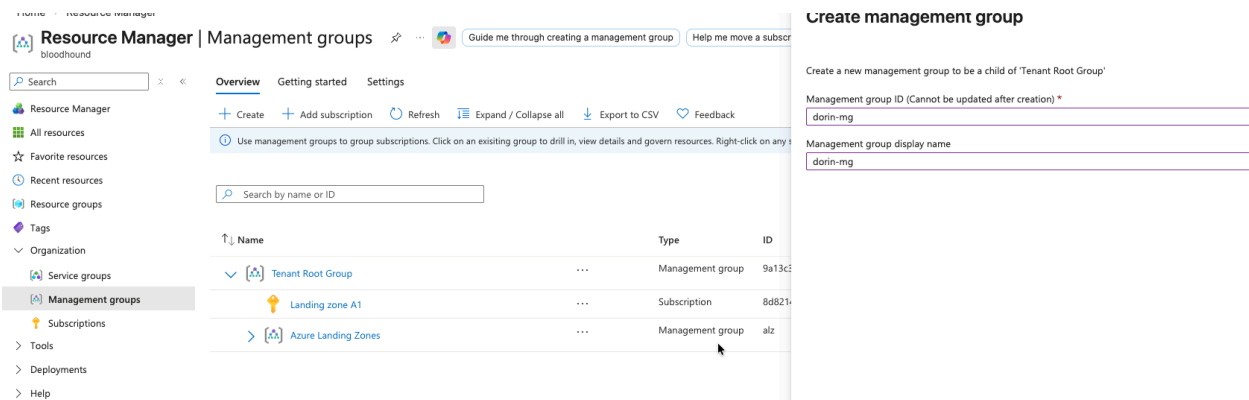 Home Resource Manager
Resource Manager | Management groups
bloodhound
Guide me through creating a management group
Help me move a subscr
Search
Resource Manager
All resources
Favorite resources
Recent resources
Resource groups
Tags
Organization
Service groups
Management groups
Subscriptions
Tools
Deployments
Help
Overview Getting started Settings
+ Create + Add subscription Refresh Expand / Collapse all Export to CSV Feedback
Use management groups to group subscriptions. Click on an exisiting group to drill in, view details and govern resources. Right-click on any s
Search by name or ID
↑↓ Name Type ID
Tenant Root Group ... Management group 9a13c3
Landing zone A1 ... Subscription 8d821
Azure Landing Zones ... Management group alz
Create management group
Create a new management group to be a child of 'Tenant Root Group'
Management group ID (Cannot be updated after creation) *
dorin-mg
Management group display name
dorin-mg